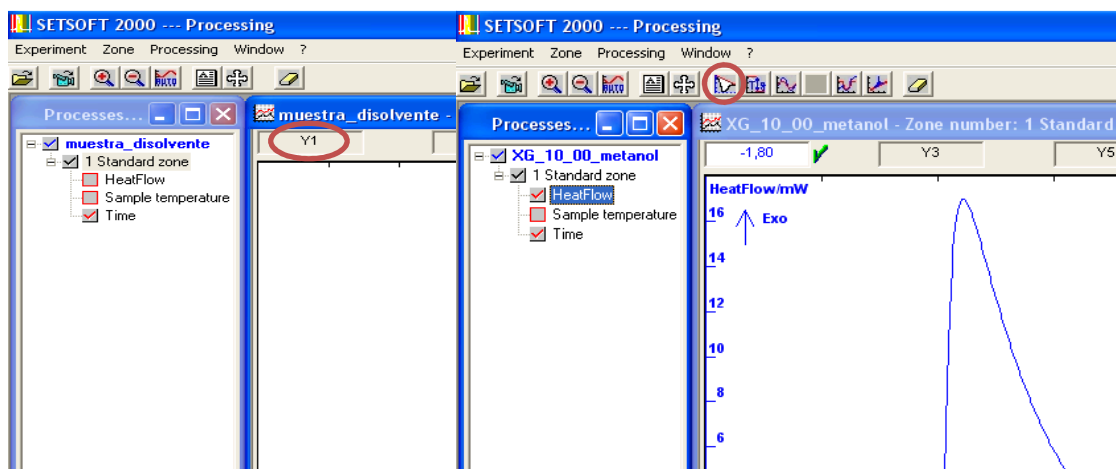 SETSOFT 2000 --- Processing
Experiment Zone Processing Window ?
AUTO
Processes...
muestra_disolvente
1 Standard zone
HeatFlow
Sample temperature
Time
muestra_disolvente -
Y1
SETSOFT 2000 --- Processing
Experiment Zone Processing Window ?
AUTO
Processes...
XG_10_00_metanol
1 Standard zone
HeatFlow
Sample temperature
Time
XG_10_00_metanol - Zone number: 1 Standard
-1,80 Y3 Y5
HeatFlow/mW
16
Exo
14
12
10
8
6